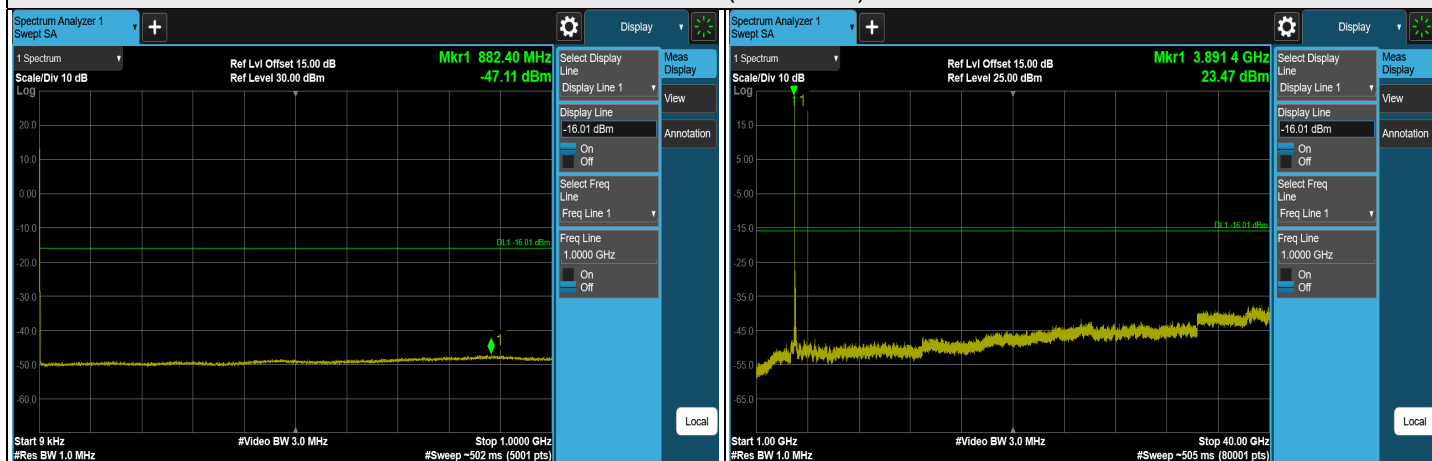 Spectrum Analyzer 1
Swept SA
+
Display
1 Spectrum
Ref Lvl Offset 15.00 dB
Mkr1 882.40 MHz
Scale/Div 10 dB
Ref Level 30.00 dBm
-47.11 dBm
Log
20.0
10.0
0.00
-10.0
DL1 -16.01 dBm
-20.0
-30.0
-40.0
1
-50.0
-60.0
Start 9 kHz
#Video BW 3.0 MHz
Stop 1.0000 GHz
#Res BW 1.0 MHz
#Sweep ~502 ms (5001 pts)
Select Display
Line
Display Line 1
Display Line
-16.01 dBm
On
Off
Select Freq
Line
Freq Line 1
Freq Line
1.0000 GHz
On
Off
Meas
Display
View
Annotation
Local
Spectrum Analyzer 1
Swept SA
+
Display
1 Spectrum
Ref Lvl Offset 15.00 dB
Mkr1 3.891 4 GHz
Scale/Div 10 dB
Ref Level 25.00 dBm
23.47 dBm
Log
1
15.0
5.00
-5.00
DL1 -16.01 dBm
-15.0
-25.0
-35.0
-45.0
-55.0
-65.0
Start 1.00 GHz
#Video BW 3.0 MHz
Stop 40.00 GHz
#Res BW 1.0 MHz
#Sweep ~505 ms (80001 pts)
Select Display
Line
Display Line 1
Display Line
-16.01 dBm
On
Off
Select Freq
Line
Freq Line 1
Freq Line
1.0000 GHz
On
Off
Meas
Display
View
Annotation
Local